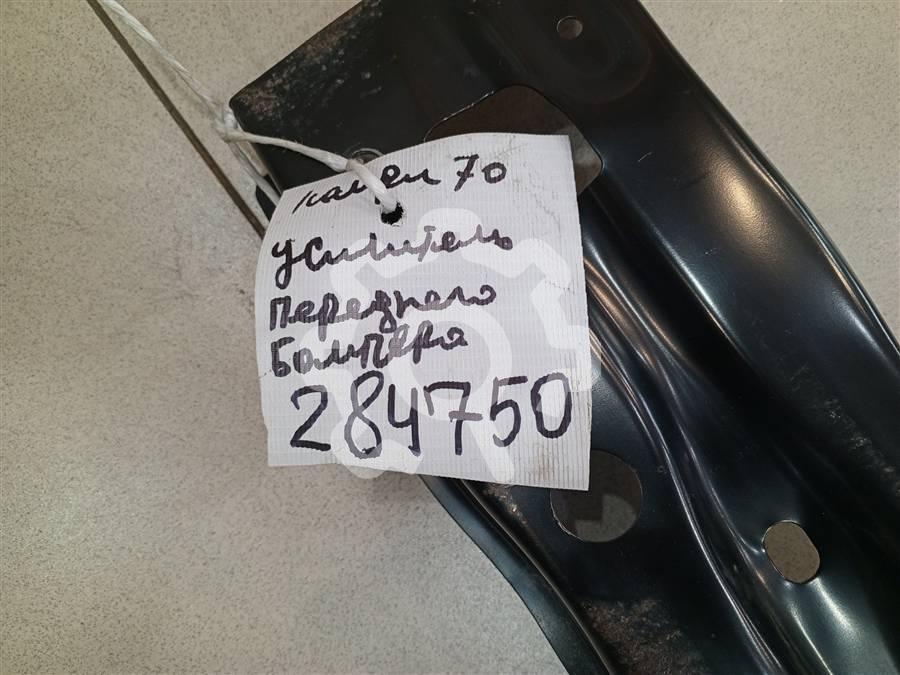 камри 70
Усилитель
переднего
Бампера
284750